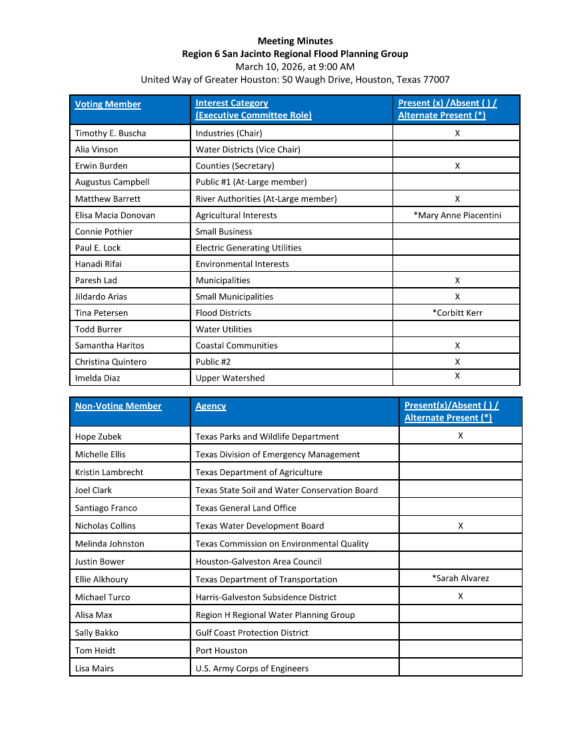 Meeting Minutes
Region 6 San Jacinto Regional Flood Planning Group
March 10, 2026, at 9:00 AM
United Way of Greater Houston: 50 Waugh Drive, Houston, Texas 77007
Voting Member Interest Category (Executive Committee Role) Present (x) /Absent ( ) / Alternate Present (*)
Timothy E. Buscha Industries (Chair) X
Alia Vinson Water Districts (Vice Chair)
Erwin Burden Counties (Secretary) X
Augustus Campbell Public #1 (At-Large member)
Matthew Barrett River Authorities (At-Large member) X
Elisa Macia Donovan Agricultural Interests *Mary Anne Piacentini
Connie Pothier Small Business
Paul E. Lock Electric Generating Utilities
Hanadi Rifai Environmental Interests
Paresh Lad Municipalities X
Jildardo Arias Small Municipalities X
Tina Petersen Flood Districts *Corbitt Kerr
Todd Burrer Water Utilities
Samantha Haritos Coastal Communities X
Christina Quintero Public #2 X
Imelda Diaz Upper Watershed X
Non-Voting Member Agency Present(x)/Absent ( ) / Alternate Present (*)
Hope Zubek Texas Parks and Wildlife Department X
Michelle Ellis Texas Division of Emergency Management
Kristin Lambrecht Texas Department of Agriculture
Joel Clark Texas State Soil and Water Conservation Board
Santiago Franco Texas General Land Office
Nicholas Collins Texas Water Development Board X
Melinda Johnston Texas Commission on Environmental Quality
Justin Bower Houston-Galveston Area Council
Ellie Alkhoury Texas Department of Transportation *Sarah Alvarez
Michael Turco Harris-Galveston Subsidence District X
Alisa Max Region H Regional Water Planning Group
Sally Bakko Gulf Coast Protection District
Tom Heidt Port Houston
Lisa Mairs U.S. Army Corps of Engineers